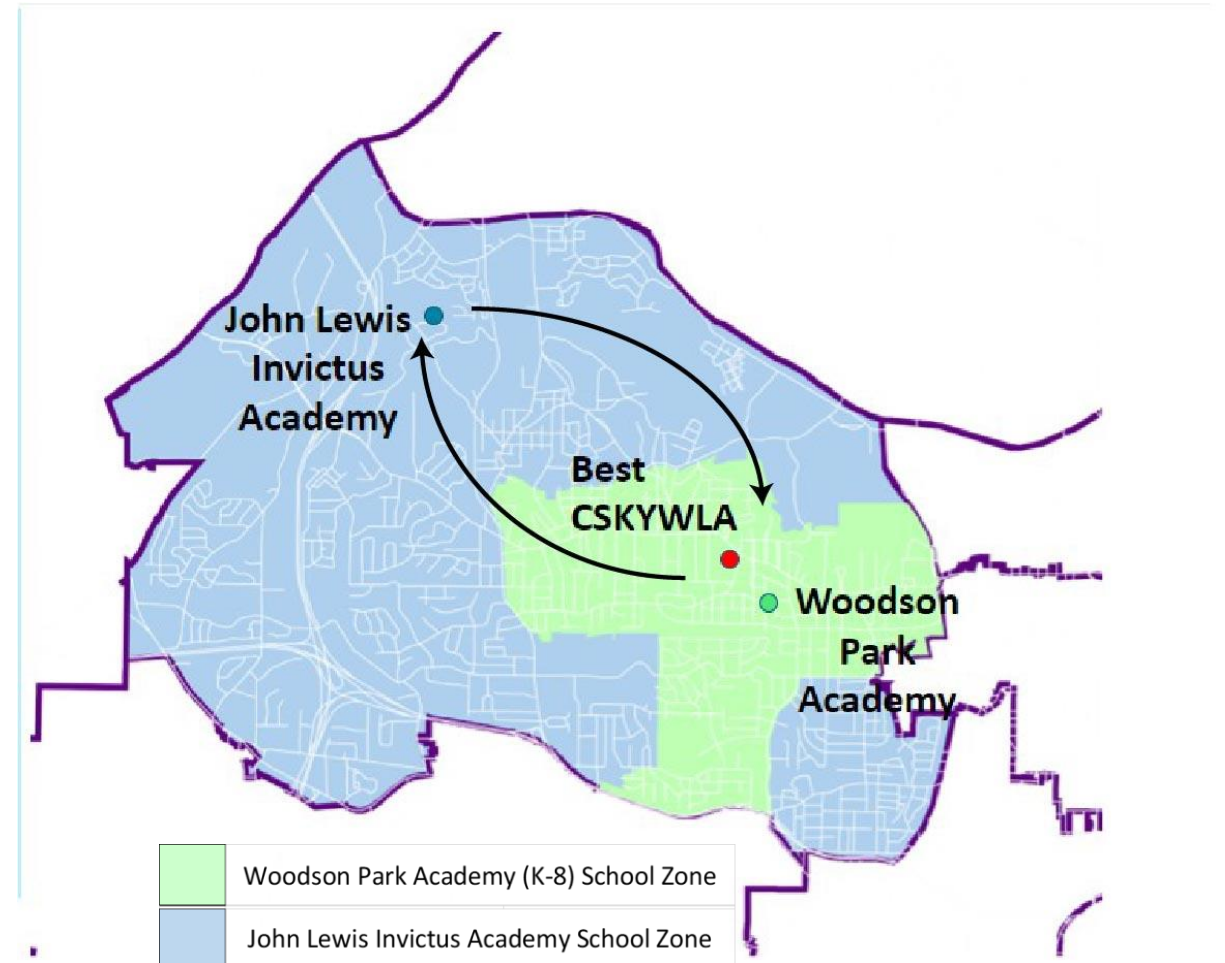 John Lewis
Invictus
Academy
Best
CSKYWLA
Woodson
Park
Academy
Woodson Park Academy (K-8) School Zone
John Lewis Invictus Academy School Zone